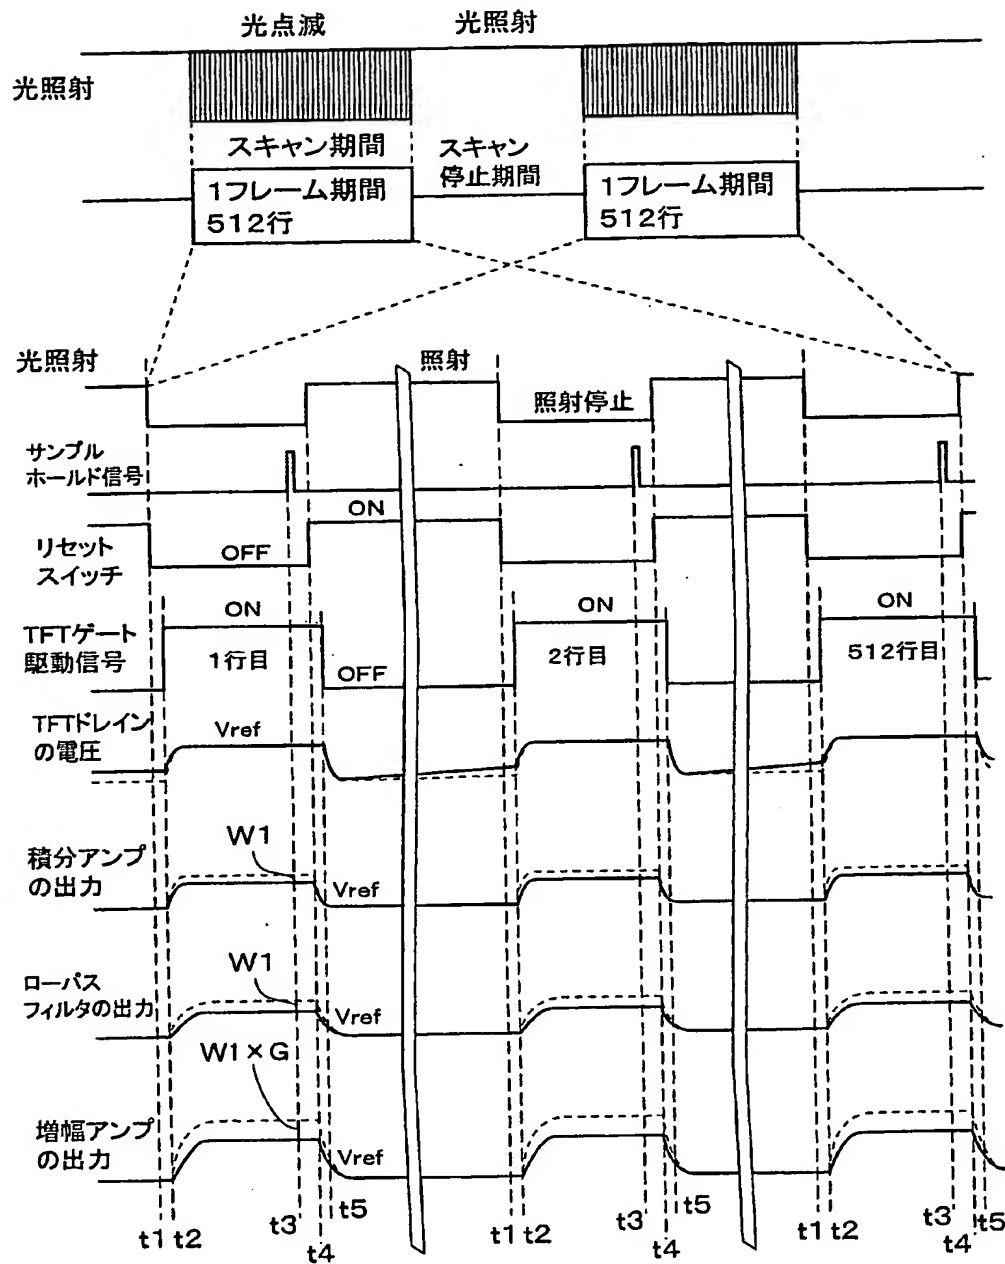 光点滅
光照射
光照射
スキャン期間
スキャン
停止期間
1フレーム期間
512行
1フレーム期間
512行
光照射
照射
照射停止
サンプル
ホールド信号
ON
リセット
スイッチ
OFF
TFTゲート
駆動信号
ON
1行目
OFF
ON
2行目
ON
512行目
TFTドレイン
の電圧
Vref
積分アンプ
の出力
W1
Vref
ローパス
フィルタの出力
W1
Vref
W1×G
増幅アンプ
の出力
Vref
t1 t2 t3 t4 t5 t1 t2 t3 t4 t5 t1 t2 t3 t4 t5